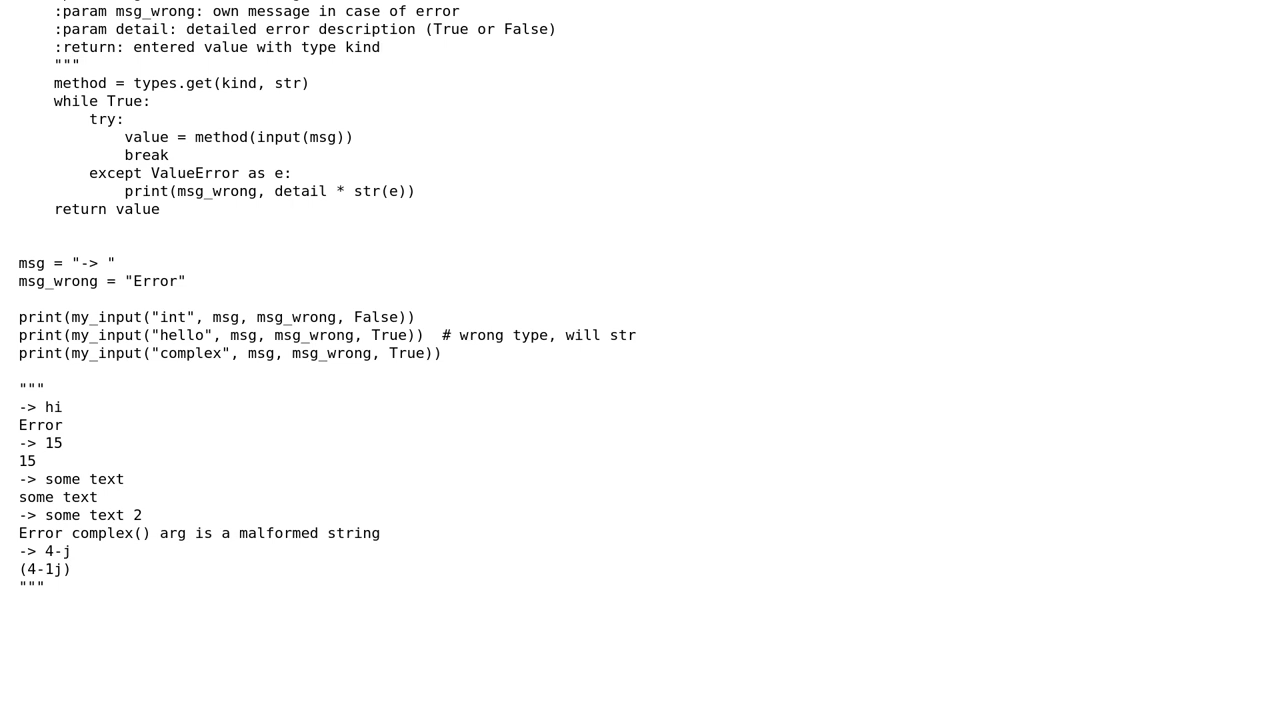 :param msg_wrong: own message in case of error
    :param detail: detailed error description (True or False)
    :return: entered value with type kind
    """
    method = types.get(kind, str)
    while True:
        try:
            value = method(input(msg))
            break
        except ValueError as e:
            print(msg_wrong, detail * str(e))
    return value


msg = "-> "
msg_wrong = "Error"

print(my_input("int", msg, msg_wrong, False))
print(my_input("hello", msg, msg_wrong, True))  # wrong type, will str
print(my_input("complex", msg, msg_wrong, True))

"""
-> hi
Error
-> 15
15
-> some text
some text
-> some text 2
Error complex() arg is a malformed string
-> 4-j
(4-1j)
"""